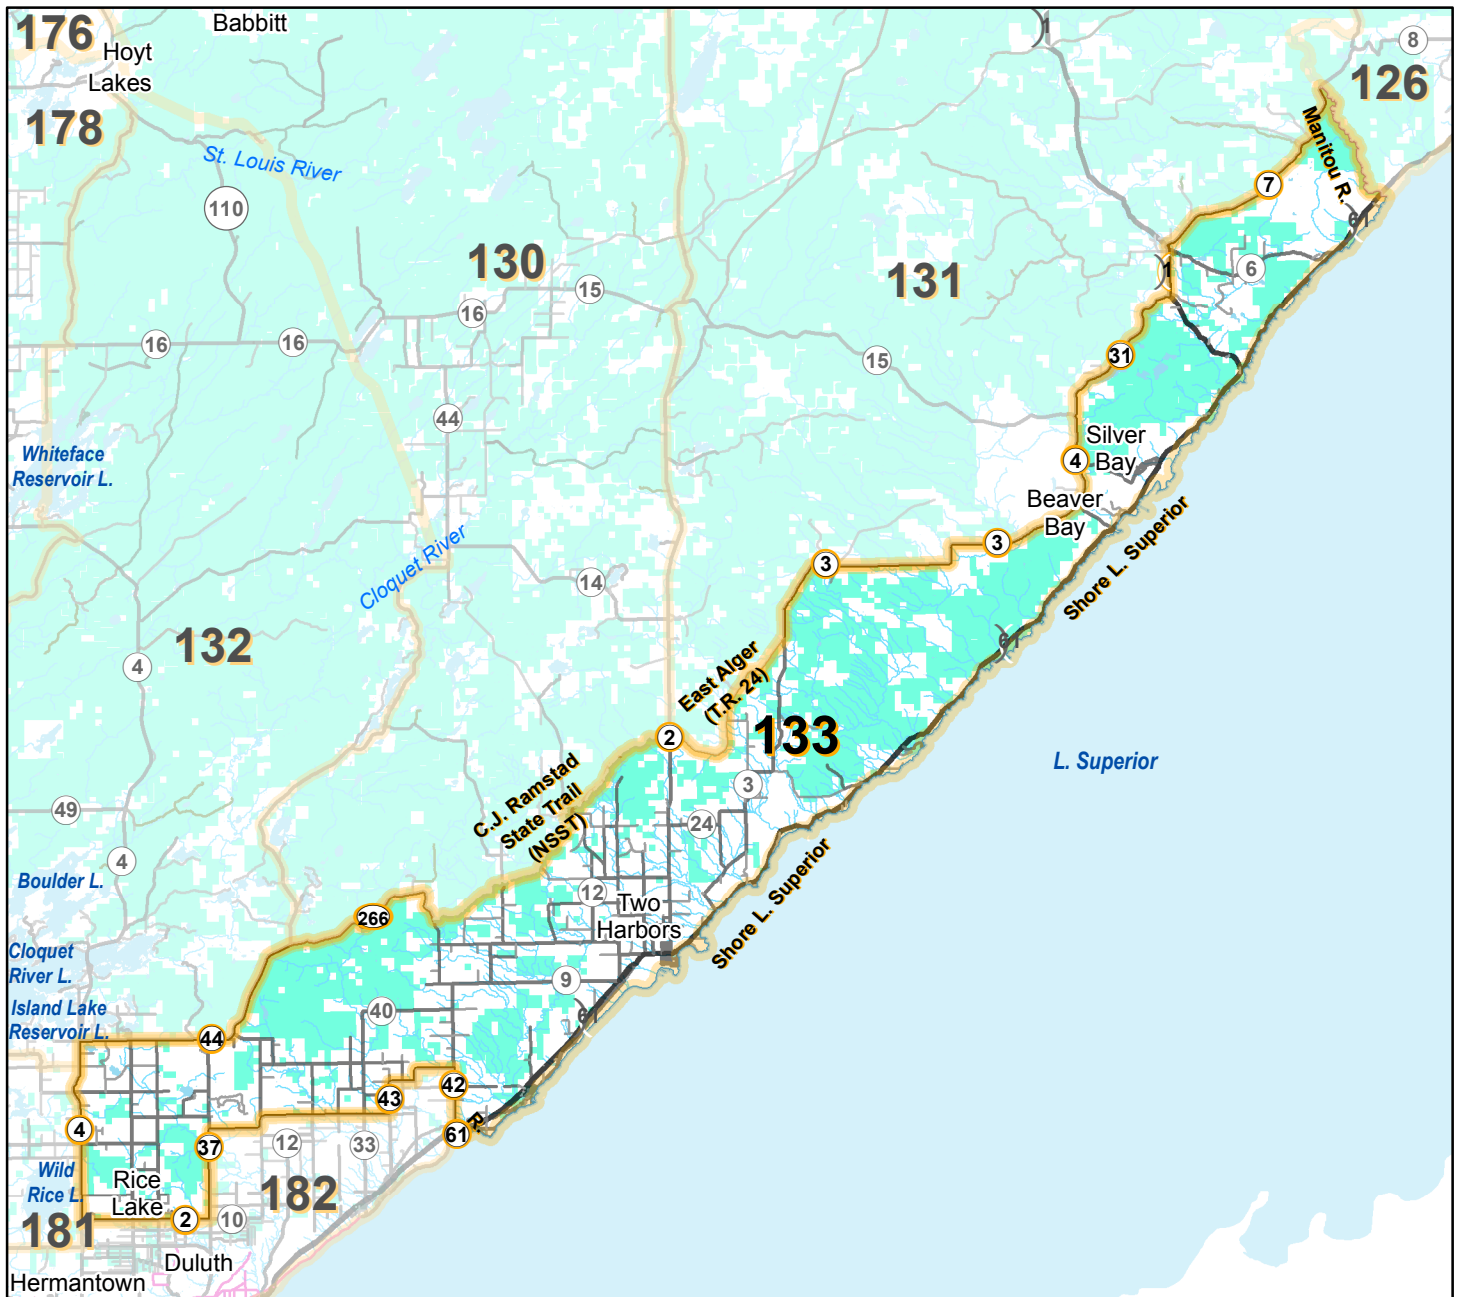 176
Babbitt
Hoyt
Lakes
178
1
8
126
Manitou R.
St. Louis River
110
7
61
130
131
1
6
15
16
16
16
15
31
44
Silver
Bay
4
Whiteface
Reservoir L.
Beaver
Bay
3
3
Shore L. Superior
Cloquet River
14
61
132
4
East Alger
(T.R. 24)
2
133
L. Superior
C.J. Ramstad
State Trail
(NSST)
3
24
49
4
Boulder L.
12
Two
Harbors
Shore L. Superior
266
Cloquet
River L.
9
Island Lake
Reservoir L.
40
61
44
42
43
4
R.
61
37
12
33
Wild
Rice L.
Rice
Lake
182
181
2
10
Duluth
Hermantown